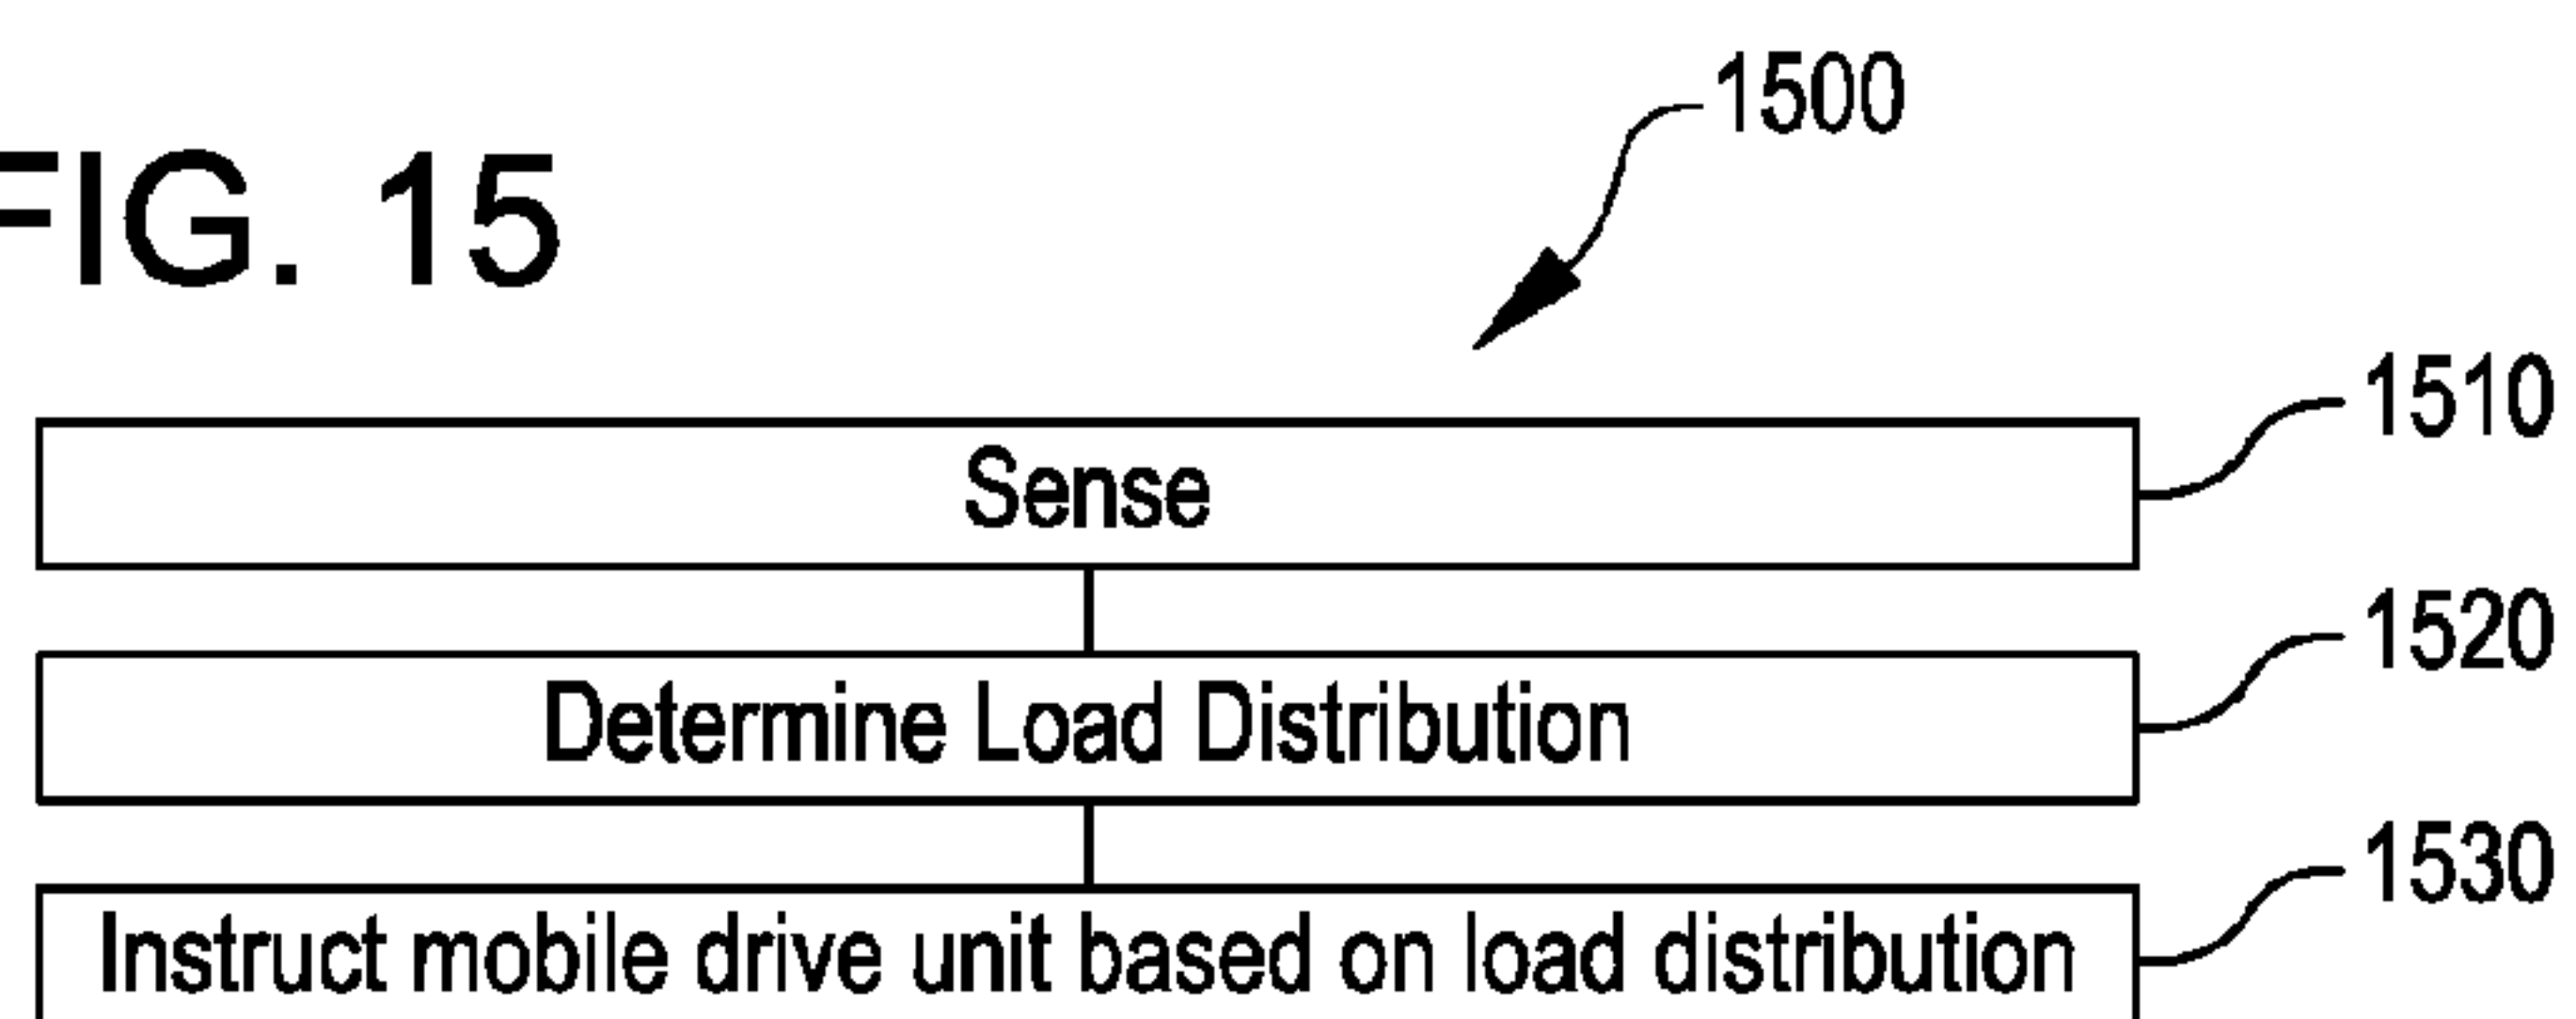 1500
FIG. 15
1510
Sense
1520
Determine Load Distribution
1530
Instruct mobile drive unit based on load distribution